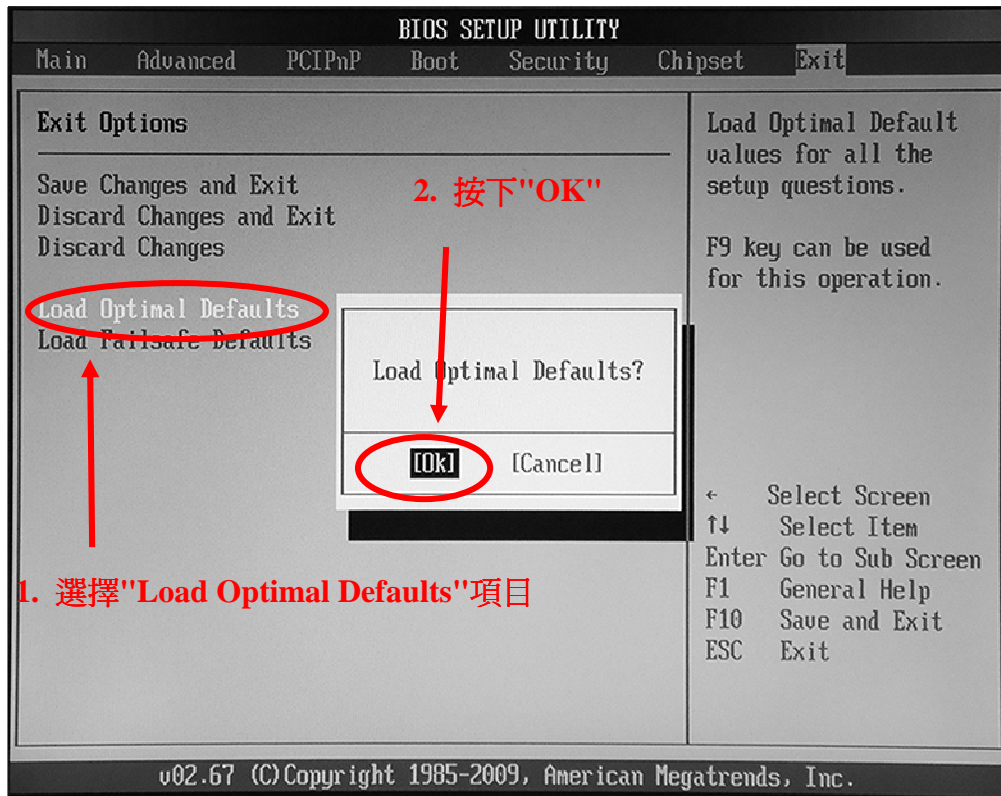 BIOS SETUP UTILITY
Main Advanced PCIPnP Boot Security Chipset Exit
Exit Options
Save Changes and Exit
Discard Changes and Exit
Discard Changes
Load Optimal Defaults
Load Failsafe Defaults
2. 按下"OK"
Load Optimal Defaults?
[Ok] [Cancel]
1. 選擇"Load Optimal Defaults"項目
Load Optimal Default
values for all the
setup questions.
F9 key can be used
for this operation.
← Select Screen
↑↓ Select Item
Enter Go to Sub Screen
F1 General Help
F10 Save and Exit
ESC Exit
v02.67 (C)Copyright 1985-2009, American Megatrends, Inc.